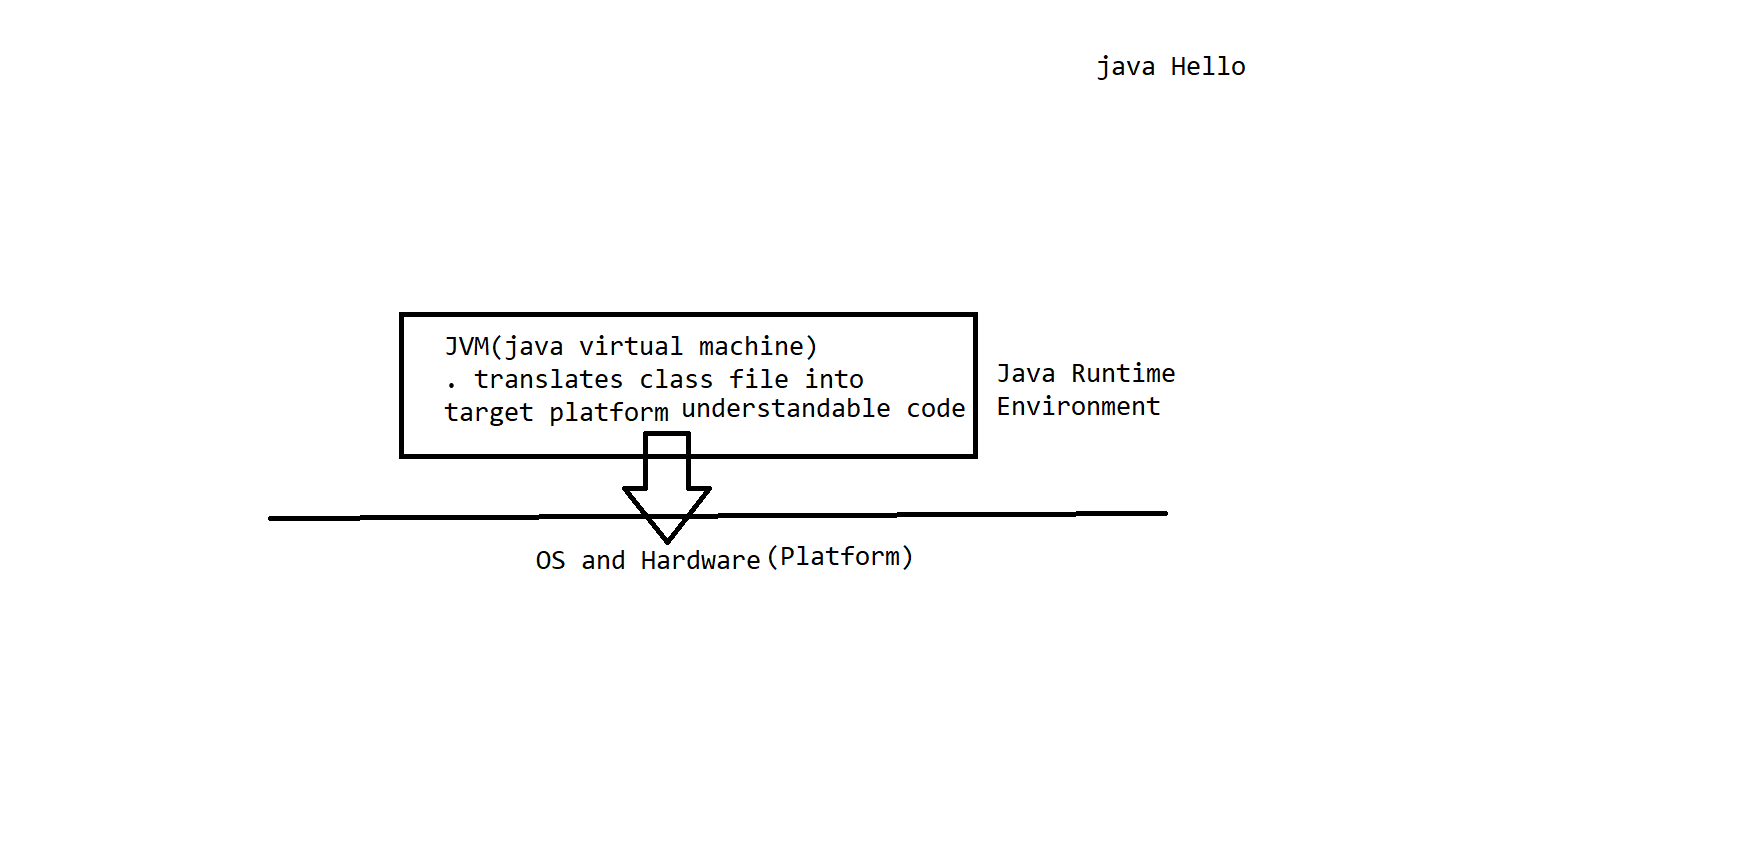 java Hello
JVM(java virtual machine)
. translates class file into
target platform understandable code
Java Runtime
Environment
OS and Hardware (Platform)